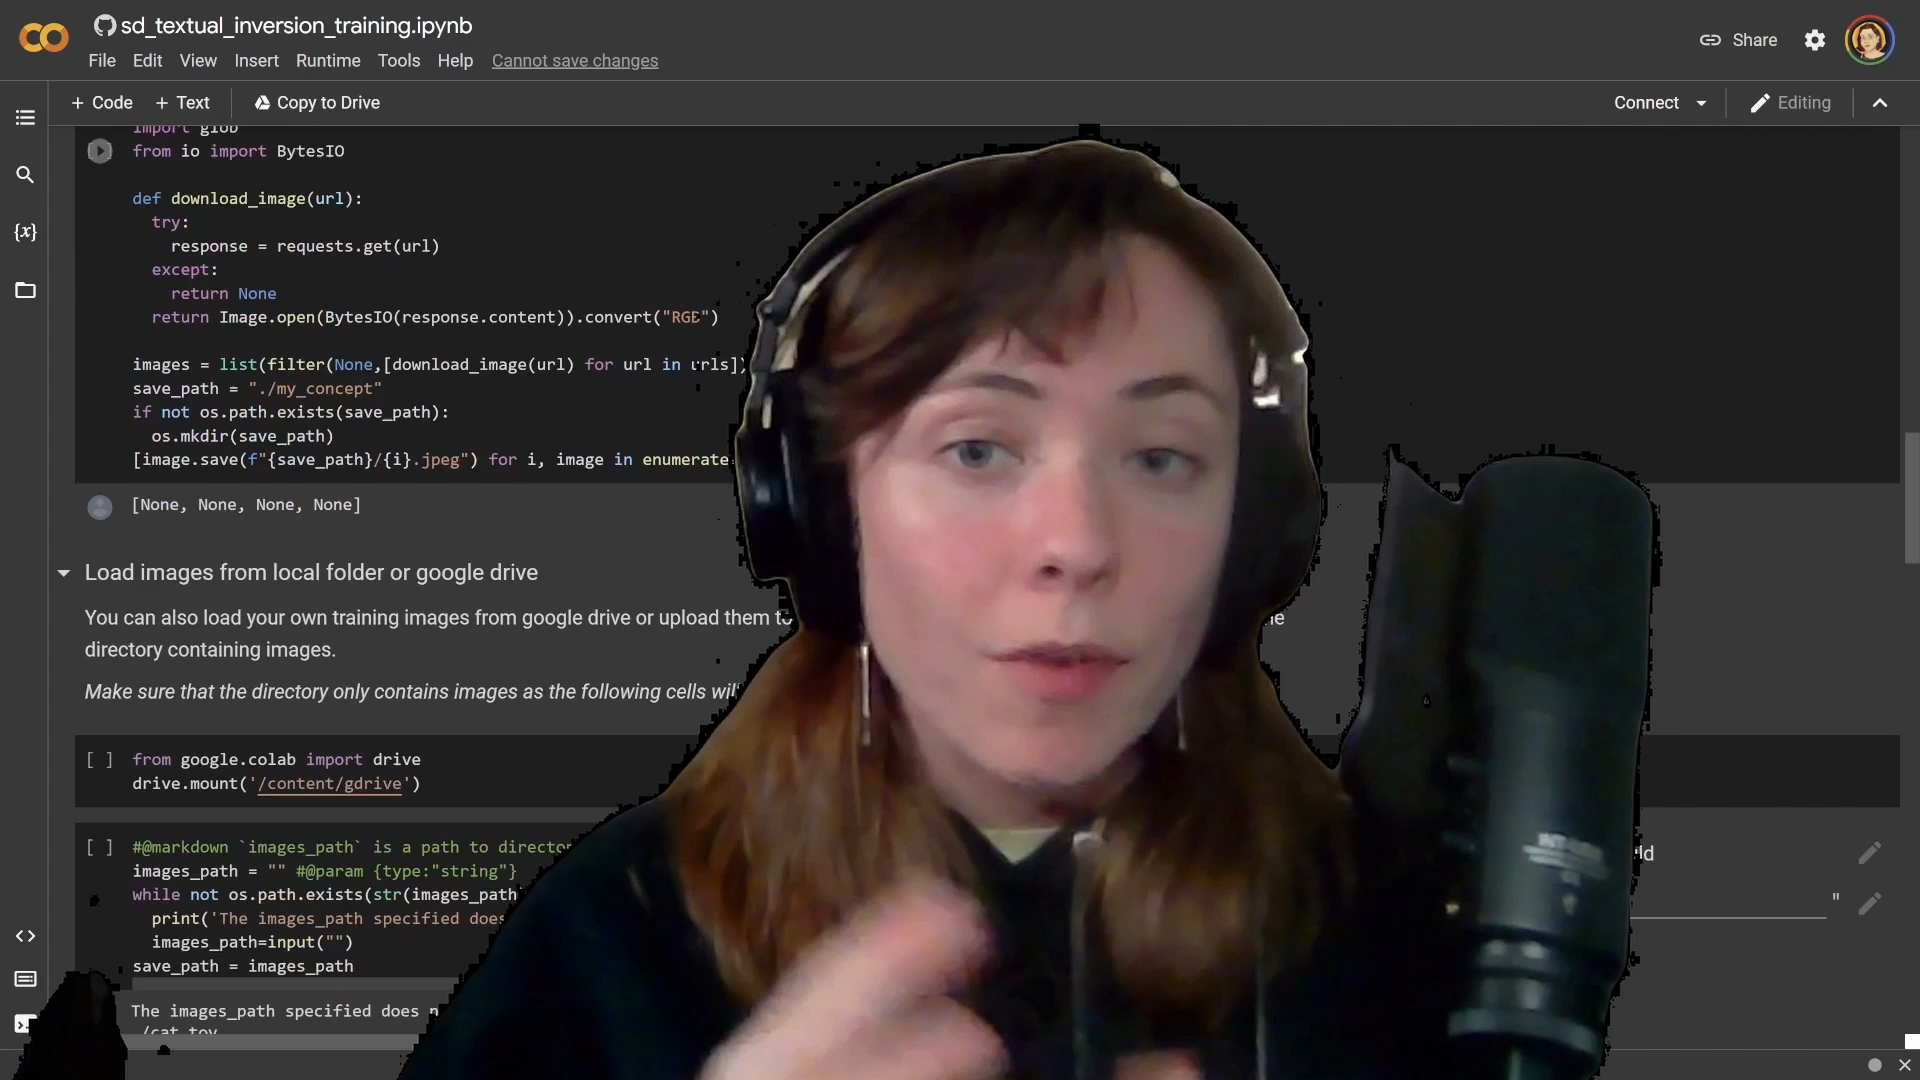 sd_textual_inversion_training.ipynb
File Edit View Insert Runtime Tools Help Cannot save changes
Share
+ Code + Text Copy to Drive
Connect Editing
import glob
from io import BytesIO
def download_image(url):
try:
response = requests.get(url)
except:
return None
return Image.open(BytesIO(response.content)).convert("RGB")
images = list(filter(None,[download_image(url) for url in urls])
save_path = "./my_concept"
if not os.path.exists(save_path):
os.mkdir(save_path)
[image.save(f"{save_path}/{i}.jpeg") for i, image in enumerate
[None, None, None, None]
Load images from local folder or google drive
You can also load your own training images from google drive or upload them to
directory containing images.
Make sure that the directory only contains images as the following cells wil
[ ] from google.colab import drive
drive.mount('/content/gdrive')
[ ] #@markdown `images_path` is a path to directo
images_path = "" #@param {type:"string"}
while not os.path.exists(str(images_path
print('The images_path specified does
images_path=input("")
save_path = images_path
"
The images_path specified does n
/cat toy